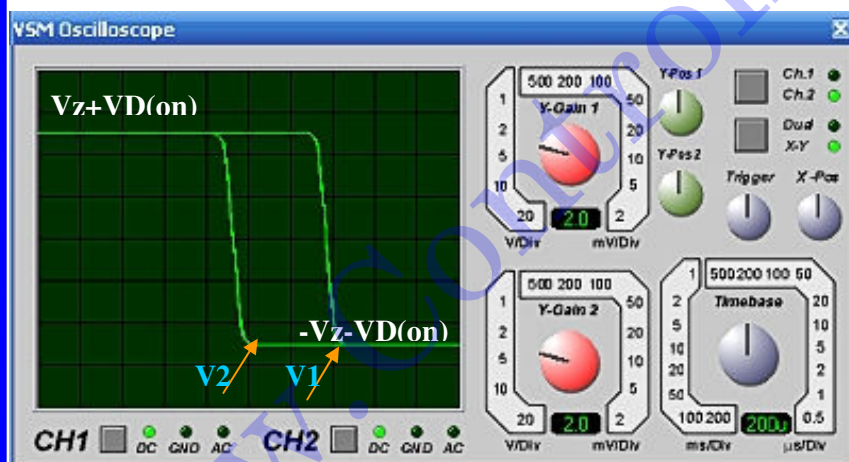 VSM Oscilloscope
Vz+VD(on)
-Vz-VD(on)
V2 V1
CH1 DC GND AC CH2 DC GND AC
500 200 100
1 50
Y-Gain 1
2 20
5 10
10 5
20 2.0 2
V/Div mV/Div
500 200 100
1 50
Y-Gain 2
2 20
5 10
10 5
20 2.0 2
V/Div mV/Div
Y-Pos 1
Y-Pos 2
Ch.1
Ch.2
Dual
X-Y
Trigger X-Pos
1 500 200 100 50
2 Timebase 20
5 10
10 5
20 2
50 1
100 200 200u 0.5
ms/Div µs/Div
www.Contro